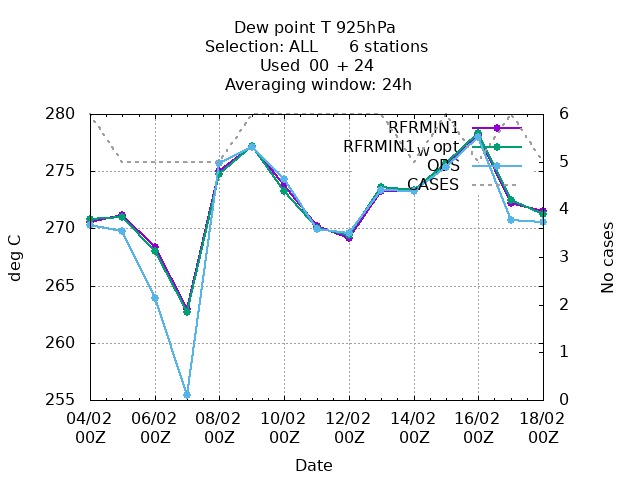 Dew point T 925hPa
Selection: ALL 6 stations
Used 00 + 24
Averaging window: 24h
280 6
RFRMIN1
RFRMIN1_wopt
OBS
CASES
275 5
270 4
265 3
260 2
1
255 0
deg C
No cases
04/02 06/02 08/02 10/02 12/02 14/02 16/02 18/02
00Z 00Z 00Z 00Z 00Z 00Z 00Z 00Z
Date